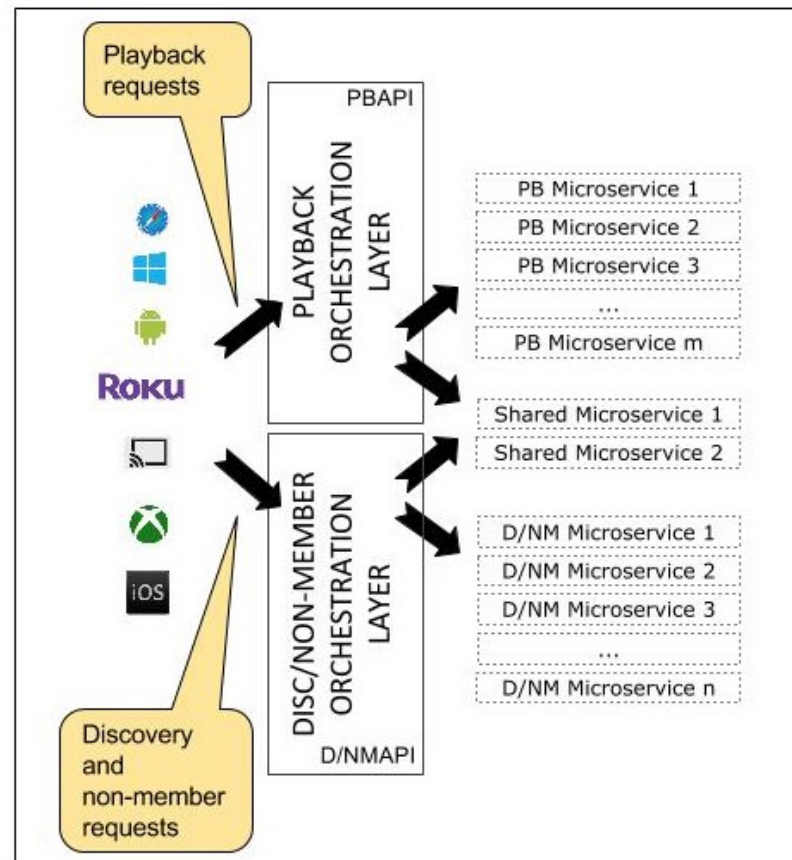 Playback
requests
PBAPI
PLAYBACK
ORCHESTRATION
LAYER
PB Microservice 1
PB Microservice 2
PB Microservice 3
...
PB Microservice m
ROKU
Shared Microservice 1
Shared Microservice 2
iOS
DISC/NON-MEMBER
ORCHESTRATION
LAYER
D/NMAPI
D/NM Microservice 1
D/NM Microservice 2
D/NM Microservice 3
...
D/NM Microservice n
Discovery
and
non-member
requests